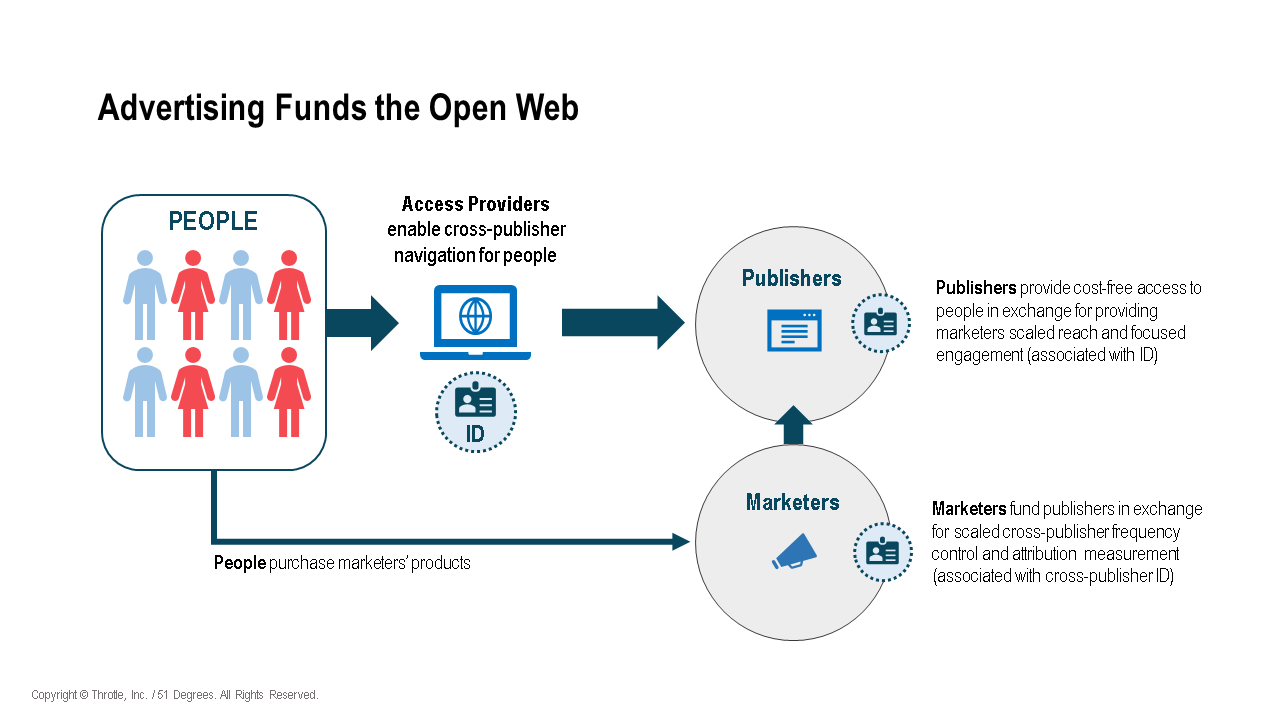 Advertising Funds the Open Web
PEOPLE
Access Providers
enable cross-publisher
navigation for people
ID
Publishers
Publishers provide cost-free access to
people in exchange for providing
marketers scaled reach and focused
engagement (associated with ID)
Marketers
Marketers fund publishers in exchange
for scaled cross-publisher frequency
control and attribution measurement
(associated with cross-publisher ID)
People purchase marketers' products
Copyright © Throtle, Inc. / 51 Degrees. All Rights Reserved.